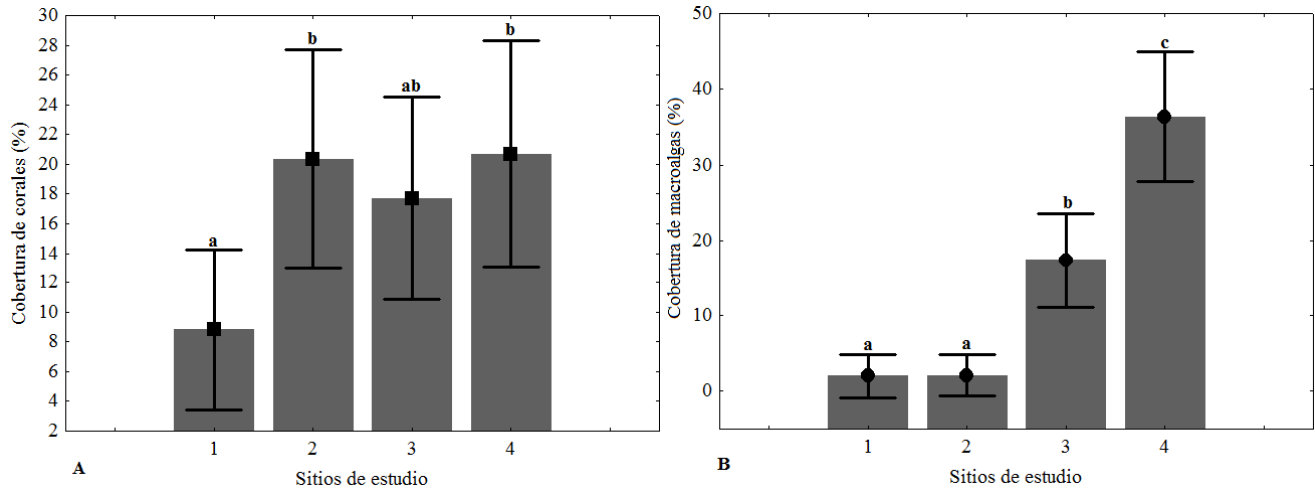 Cobertura de corales (%)
30
28
26
24
22
20
18
16
14
12
10
8
6
4
2
a
b
ab
b
1 2 3 4
A
Sitios de estudio
Cobertura de macroalgas (%)
50
40
30
20
10
0
a
a
b
c
1 2 3 4
B
Sitios de estudio